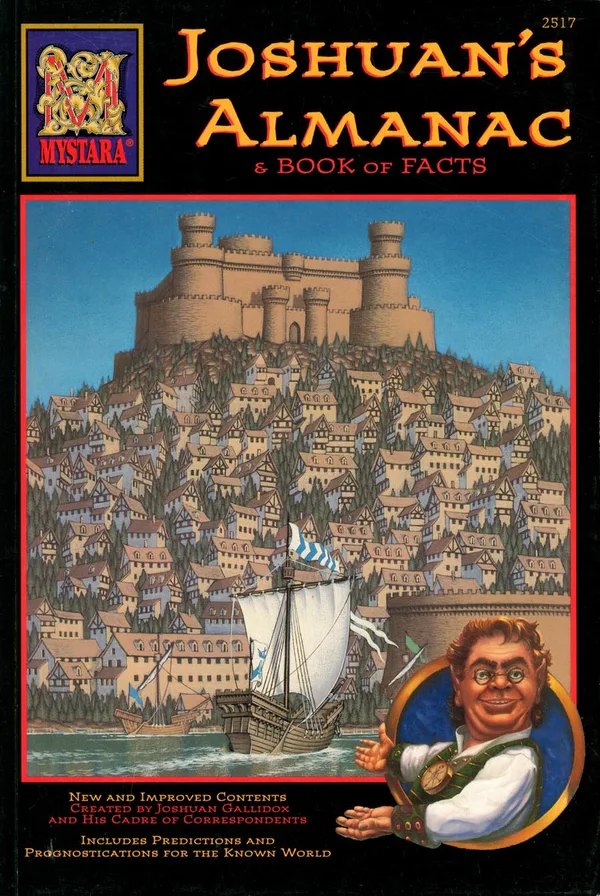 2517
JOSHUAN'S
ALMANAC
& BOOK OF FACTS
M
MYSTARA®
NEW AND IMPROVED CONTENTS
CREATED BY JOSHUAN GALLIDOX
AND HIS CADRE OF CORRESPONDENTS
INCLUDES PREDICTIONS AND
PROGNOSTICATIONS FOR THE KNOWN WORLD